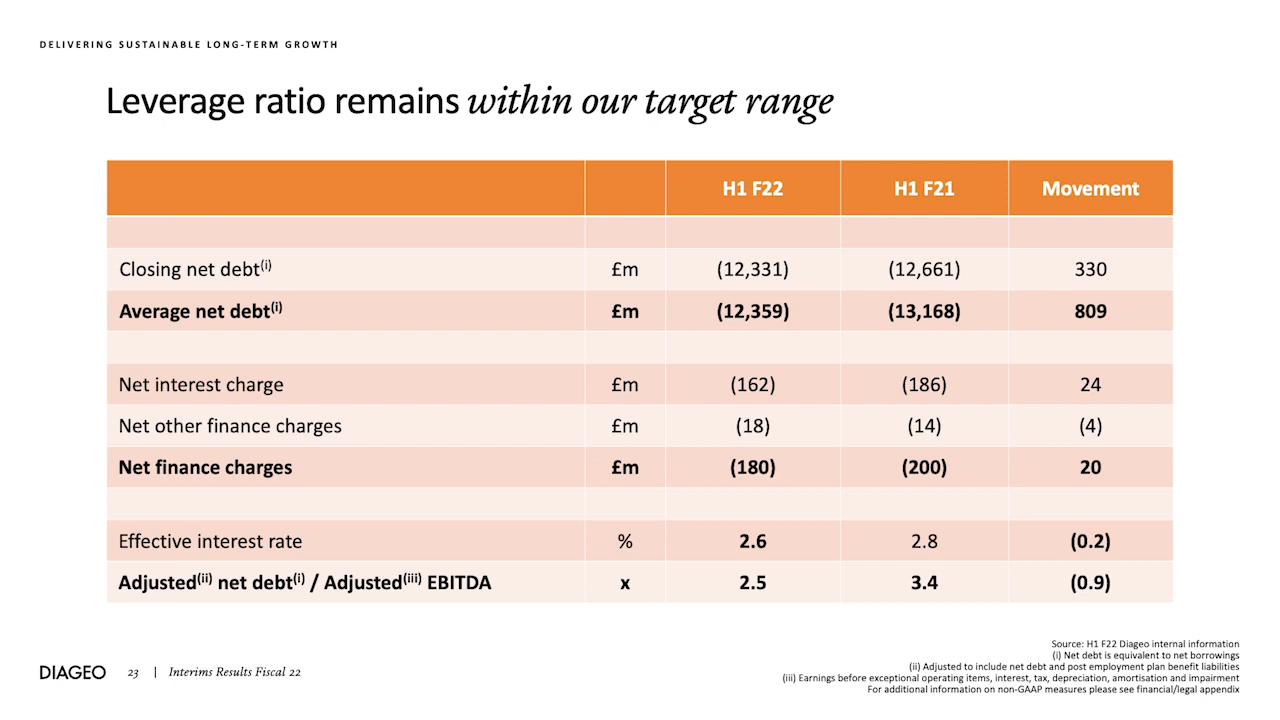 DELIVERING SUSTAINABLE LONG-TERM GROWTH
Leverage ratio remains within our target range
H1 F22 H1 F21 Movement
Closing net debt(i) £m (12,331) (12,661) 330
Average net debt(i) £m (12,359) (13,168) 809
Net interest charge £m (162) (186) 24
Net other finance charges £m (18) (14) (4)
Net finance charges £m (180) (200) 20
Effective interest rate % 2.6 2.8 (0.2)
Adjusted(ii) net debt(i) / Adjusted(iii) EBITDA x 2.5 3.4 (0.9)
Source: H1 F22 Diageo internal information
(i) Net debt is equivalent to net borrowings
(ii) Adjusted to include net debt and post employment plan benefit liabilities
(iii) Earnings before exceptional operating items, interest, tax, depreciation, amortisation and impairment
For additional information on non-GAAP measures please see financial/legal appendix
DIAGEO 23 | Interims Results Fiscal 22